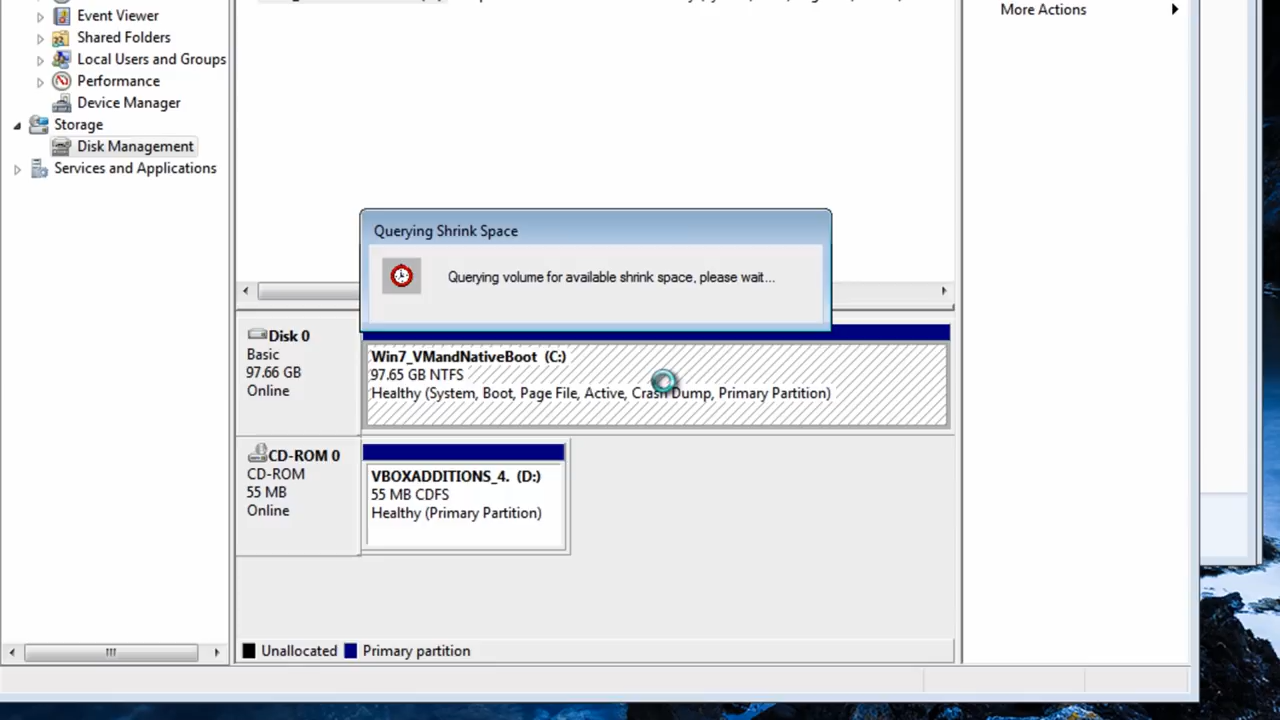 Event Viewer
Shared Folders
Local Users and Groups
Performance
Device Manager
Storage
Disk Management
Services and Applications
More Actions
Querying Shrink Space
Querying volume for available shrink space, please wait...
Disk 0
Basic
97.66 GB
Online
Win7_VMandNativeBoot (C:)
97.65 GB NTFS
Healthy (System, Boot, Page File, Active, Crash Dump, Primary Partition)
CD-ROM 0
CD-ROM
55 MB
Online
VBOXADDITIONS_4. (D:)
55 MB CDFS
Healthy (Primary Partition)
Unallocated
Primary partition